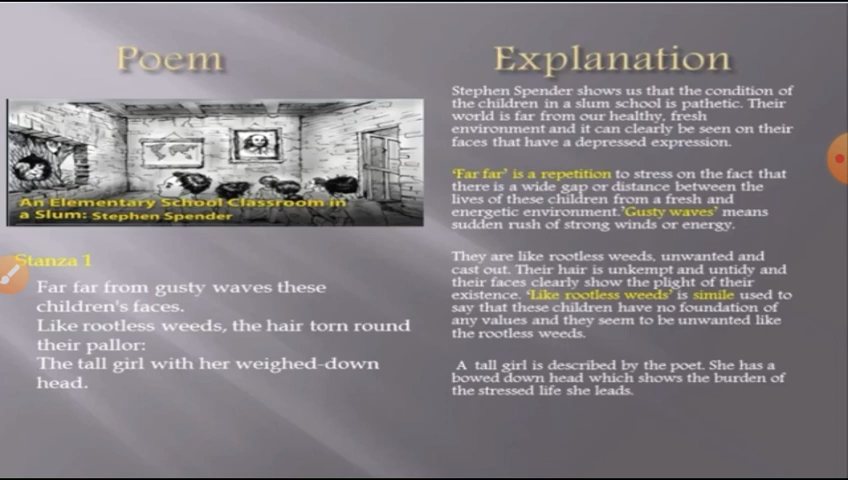 Poem
An Elementary School Classroom in
a Slum: Stephen Spender
Stanza 1
Far far from gusty waves these
children's faces.
Like rootless weeds, the hair torn round
their pallor:
The tall girl with her weighed-down
head.
Explanation
Stephen Spender shows us that the condition of
the children in a slum school is pathetic. Their
world is far from our healthy, fresh
environment and it can clearly be seen on their
faces that have a depressed expression.
'Far far' is a repetition to stress on the fact that
there is a wide gap or distance between the
lives of these children from a fresh and
energetic environment.'Gusty waves' means
sudden rush of strong winds or energy.
They are like rootless weeds, unwanted and
cast out. Their hair is unkempt and untidy and
their faces clearly show the plight of their
existence. 'Like rootless weeds' is simile used to
say that these children have no foundation of
any values and they seem to be unwanted like
the rootless weeds.
A tall girl is described by the poet. She has a
bowed down head which shows the burden of
the stressed life she leads.